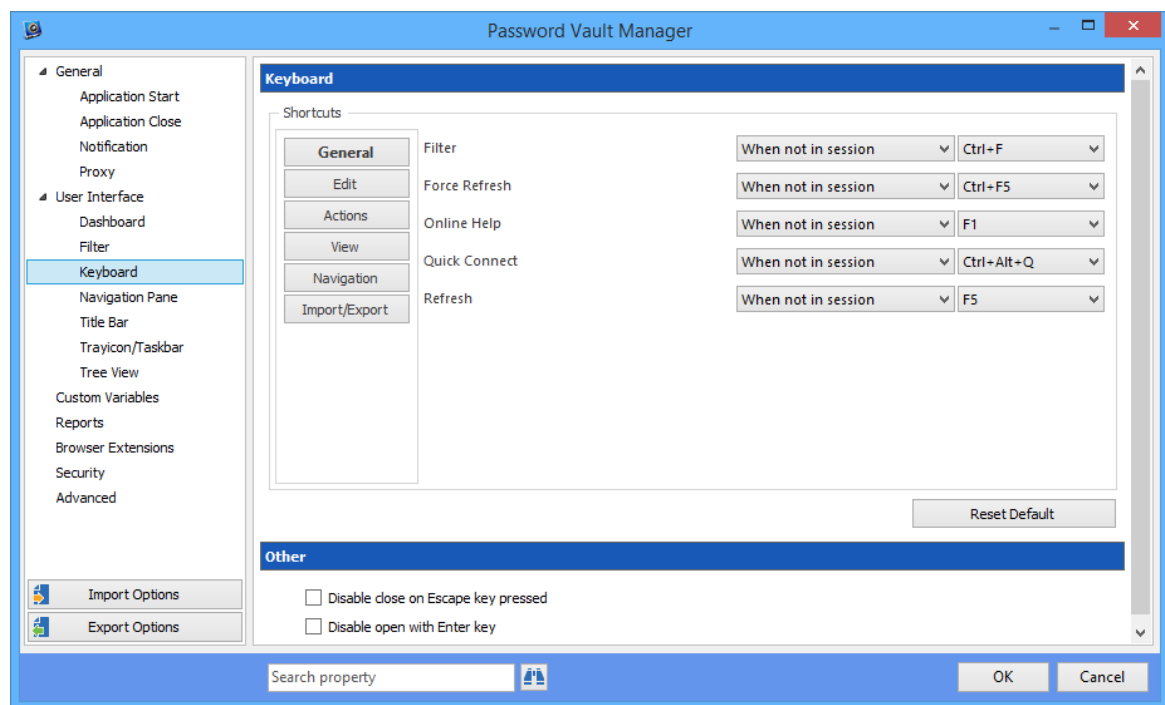 Password Vault Manager
General
Application Start
Application Close
Notification
Proxy
User Interface
Dashboard
Filter
Keyboard
Navigation Pane
Title Bar
Trayicon/Taskbar
Tree View
Custom Variables
Reports
Browser Extensions
Security
Advanced
Import Options
Export Options
Keyboard
Shortcuts
General
Edit
Actions
View
Navigation
Import/Export
Filter When not in session Ctrl+F
Force Refresh When not in session Ctrl+F5
Online Help When not in session F1
Quick Connect When not in session Ctrl+Alt+Q
Refresh When not in session F5
Reset Default
Other
Disable close on Escape key pressed
Disable open with Enter key
Search property
OK Cancel